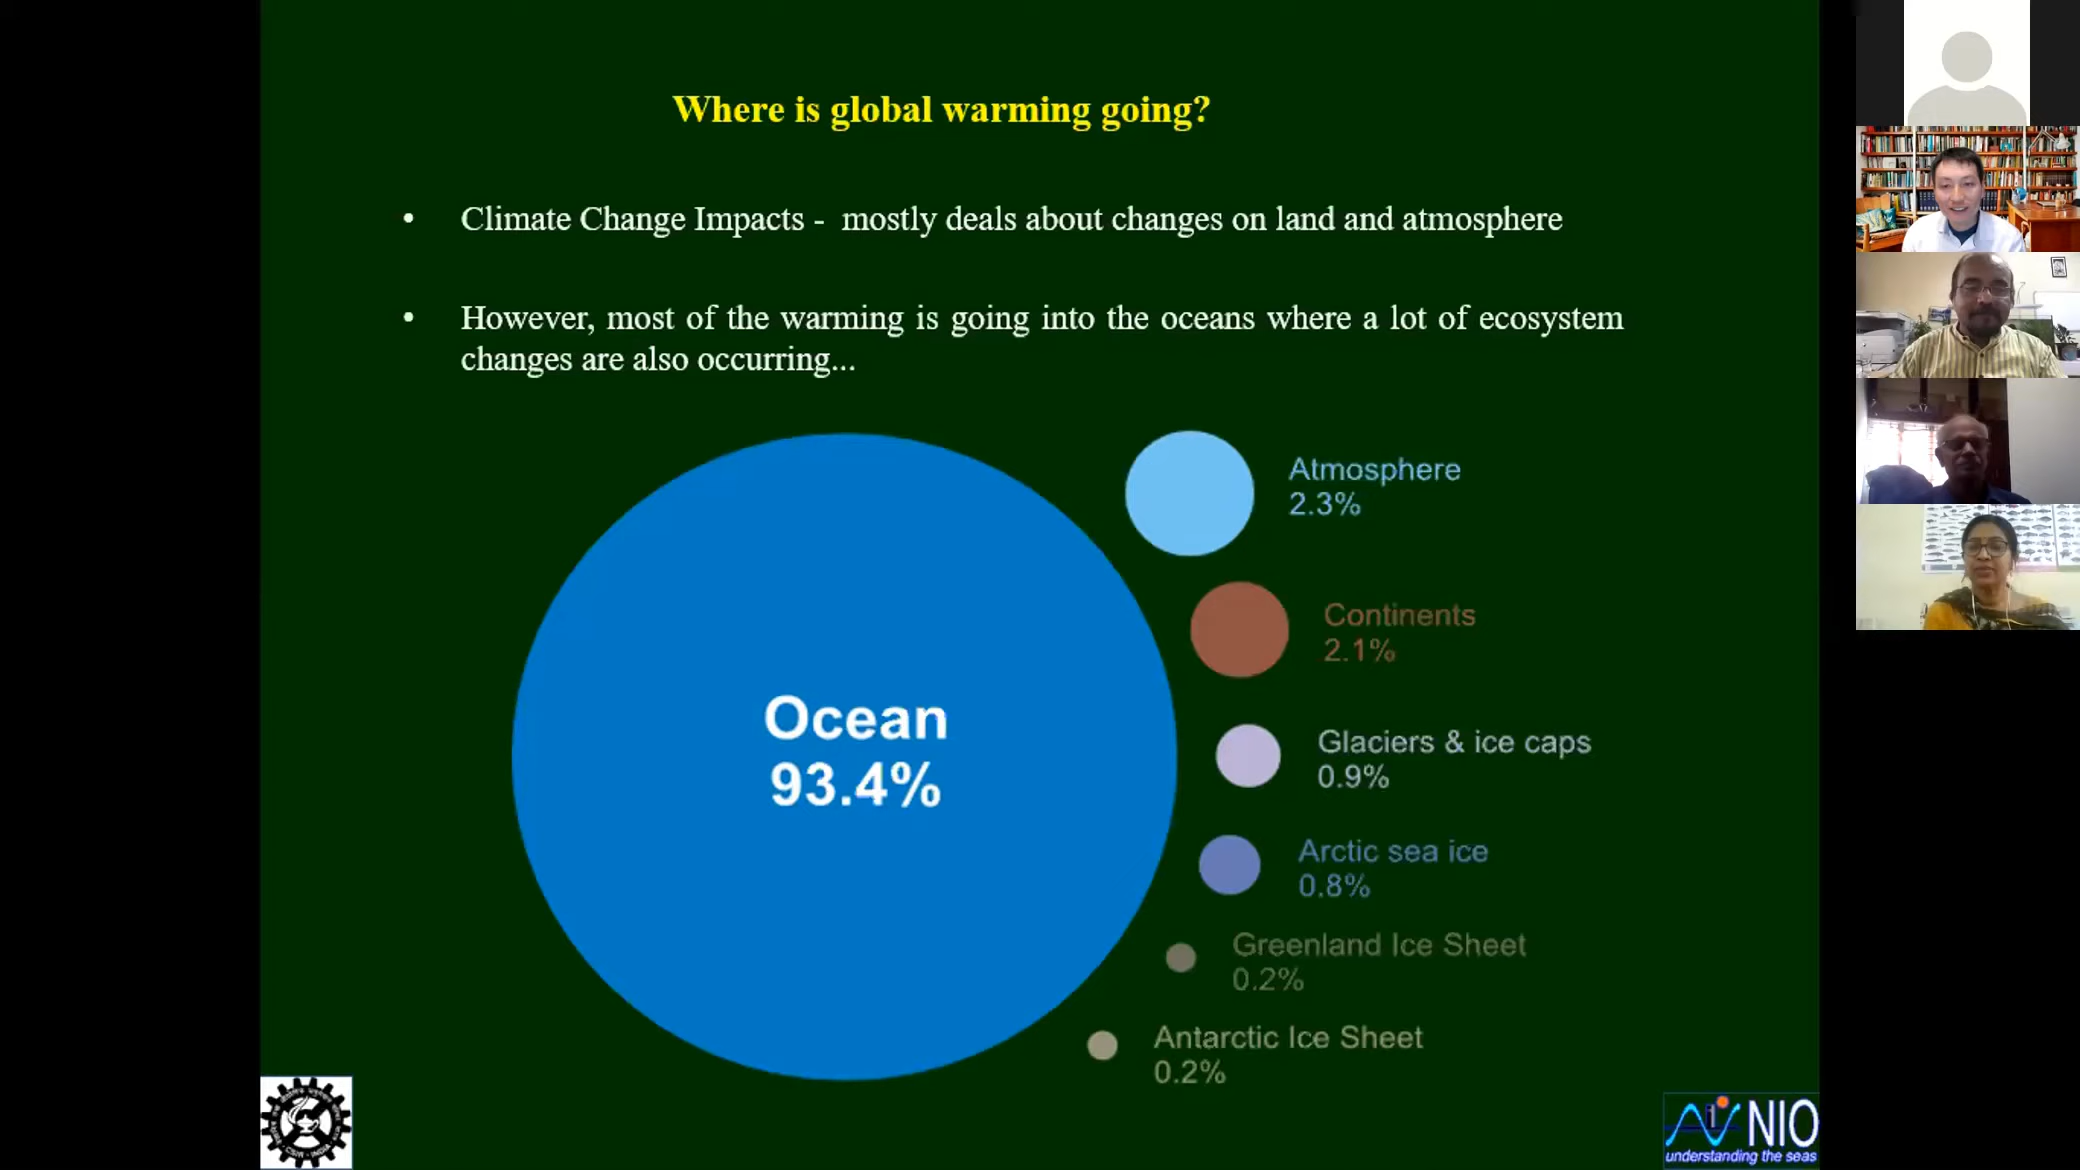 Where is global warming going?
• Climate Change Impacts - mostly deals about changes on land and atmosphere
• However, most of the warming is going into the oceans where a lot of ecosystem
changes are also occurring...
Ocean
93.4%
Atmosphere
2.3%
Continents
2.1%
Glaciers & ice caps
0.9%
Arctic sea ice
0.8%
Greenland Ice Sheet
0.2%
Antarctic Ice Sheet
0.2%
CSIR - INDIA
NIO
understanding the seas